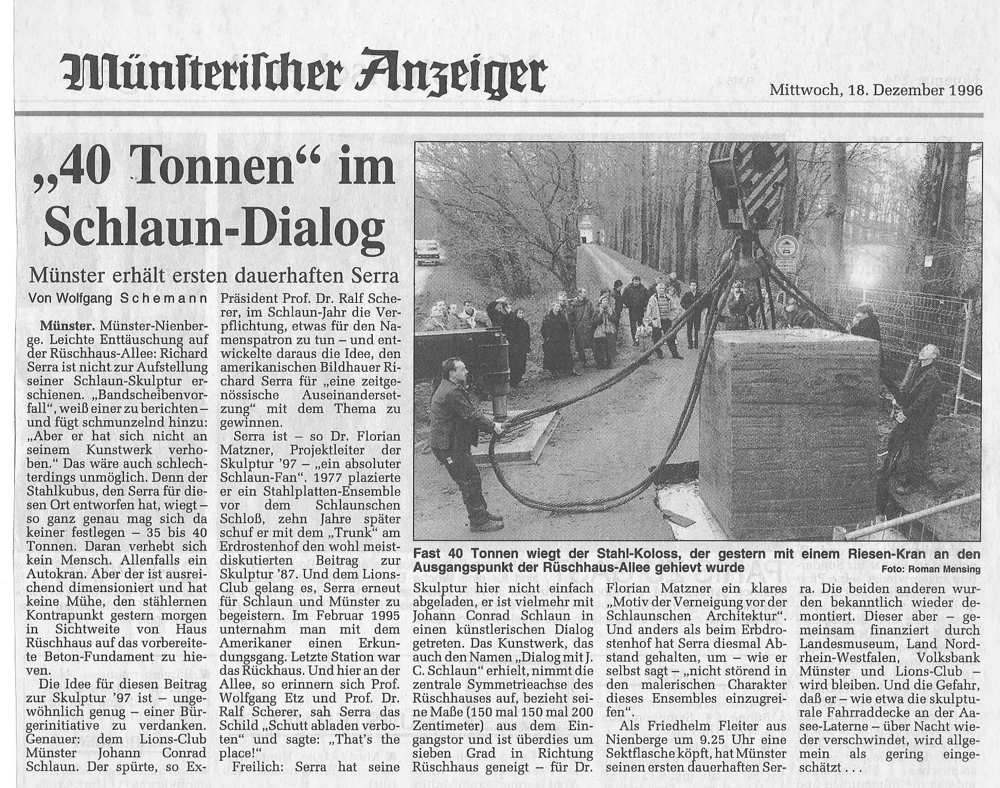 Münsterischer Anzeiger
Mittwoch, 18. Dezember 1996
„40 Tonnen“ im
Schlaun-Dialog
Münster erhält ersten dauerhaften Serra
Von Wolfgang Schemann
Münster. Münster-Nienber-
ge. Leichte Enttäuschung auf
der Rüschhaus-Allee: Richard
Serra ist nicht zur Aufstellung
seiner Schlaun-Skulptur er-
schienen. „Bandscheibenvor-
fall“, weiß einer zu berichten –
und fügt schmunzelnd hinzu:
„Aber er hat sich nicht an
seinem Kunstwerk verho-
ben.“ Das wäre auch schlech-
terdings unmöglich. Denn der
Stahlkubus, den Serra für die-
sen Ort entworfen hat, wiegt –
so ganz genau mag sich da
keiner festlegen – 35 bis 40
Tonnen. Daran verhebt sich
kein Mensch. Allenfalls ein
Autokran. Aber der ist ausrei-
chend dimensioniert und hat
keine Mühe, den stählernen
Kontrapunkt gestern morgen
in Sichtweite von Haus
Rüschhaus auf das vorbereite-
te Beton-Fundament zu hie-
ven.
Die Idee für diesen Beitrag
zur Skulptur '97 ist – unge-
wöhnlich genug – einer Bür-
gerinitiative zu verdanken.
Genauer: dem Lions-Club
Münster Johann Conrad
Schlaun. Der spürte, so Ex-
Präsident Prof. Dr. Ralf Sche-
rer, im Schlaun-Jahr die Ver-
pflichtung, etwas für den Na-
menspatron zu tun – und ent-
wickelte daraus die Idee, den
amerikanischen Bildhauer Ri-
chard Serra für „eine zeitge-
nössische Auseinanderset-
zung“ mit dem Thema zu
gewinnen.
Serra ist – so Dr. Florian
Matzner, Projektleiter der
Skulptur '97 – „ein absoluter
Schlaun-Fan“. 1977 plazierte
er ein Stahlplatten-Ensemble
vor dem Schlaunschen
Schloß, zehn Jahre später
schuf er mit dem „Trunk“ am
Erdrostenhof den wohl meist-
diskutierten Beitrag zur
Skulptur '87. Und dem Lions-
Club gelang es, Serra erneut
für Schlaun und Münster zu
begeistern. Im Februar 1995
unternahm man mit dem
Amerikaner einen Erkun-
dungsgang. Letzte Station war
das Rückhaus. Und hier an der
Allee, so erinnern sich Prof.
Wolfgang Etz und Prof. Dr.
Ralf Scherer, sah Serra das
Schild „Schutt abladen verbo-
ten“ und sagte: „That's the
place!“
Freilich: Serra hat seine
Fast 40 Tonnen wiegt der Stahl-Koloss, der gestern mit einem Riesen-Kran an den
Ausgangspunkt der Rüschhaus-Allee gehievt wurde
Foto: Roman Mensing
Skulptur hier nicht einfach
abgeladen, er ist vielmehr mit
Johann Conrad Schlaun in
einen künstlerischen Dialog
getreten. Das Kunstwerk, das
auch den Namen „Dialog mit J.
C. Schlaun“ erhielt, nimmt die
zentrale Symmetrieachse des
Rüschhauses auf, bezieht sei-
ne Maße (150 mal 150 mal 200
Zentimeter) aus dem Ein-
gangstor und ist überdies um
sieben Grad in Richtung
Rüschhaus geneigt – für Dr.
Florian Matzner ein klares
„Motiv der Verneigung vor der
Schlaunschen Architektur“.
Und anders als beim Erbdro-
stenhof hat Serra diesmal Ab-
stand gehalten, um – wie er
selbst sagt – „nicht störend in
den malerischen Charakter
dieses Ensembles einzugrei-
fen“.
Als Friedhelm Fleiter aus
Nienberge um 9.25 Uhr eine
Sektflasche köpft, hat Münster
seinen ersten dauerhaften Ser-
ra. Die beiden anderen wur-
den bekanntlich wieder de-
montiert. Dieser aber – ge-
meinsam finanziert durch
Landesmuseum, Land Nord-
rhein-Westfalen, Volksbank
Münster und Lions-Club –
wird bleiben. Und die Gefahr,
daß er – wie etwa die skulptu-
rale Fahrraddecke an der Aa-
see-Laterne – über Nacht wie-
der verschwindet, wird allge-
mein als gering einge-
schätzt . . .